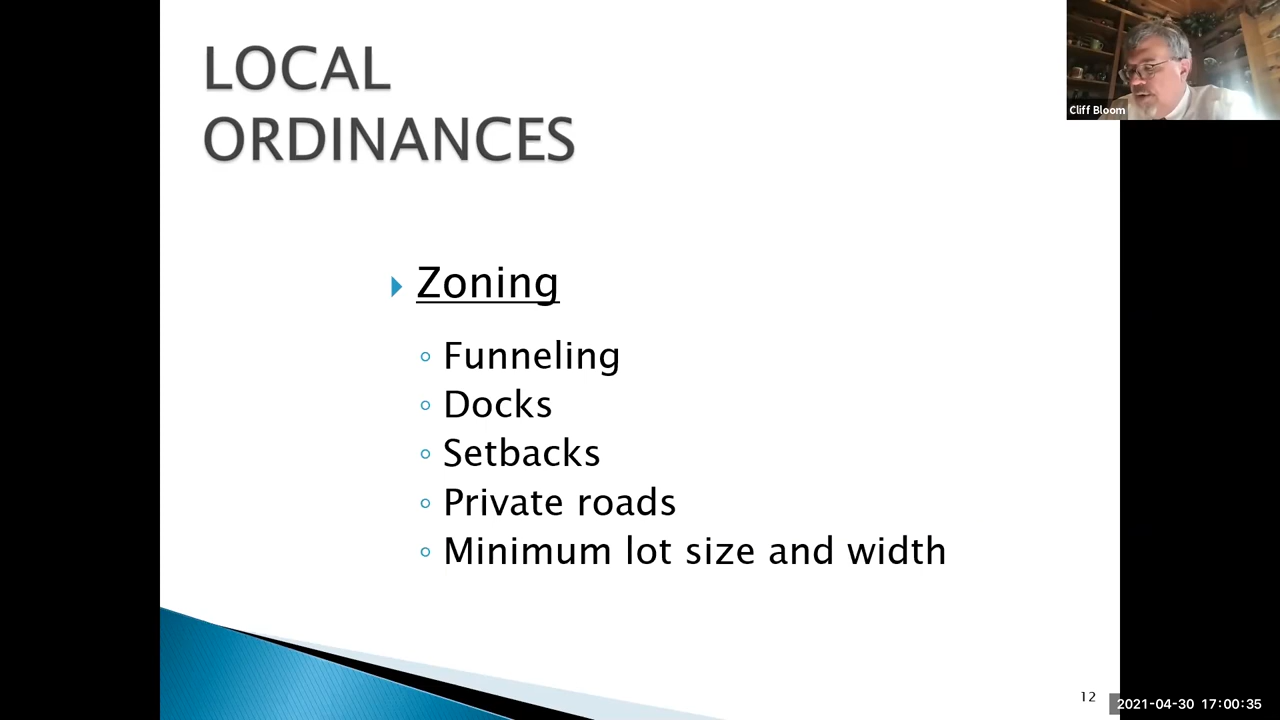 LOCAL
ORDINANCES
Cliff Bloom
Zoning
Funneling
Docks
Setbacks
Private roads
Minimum lot size and width
12
2021-04-30 17:00:35